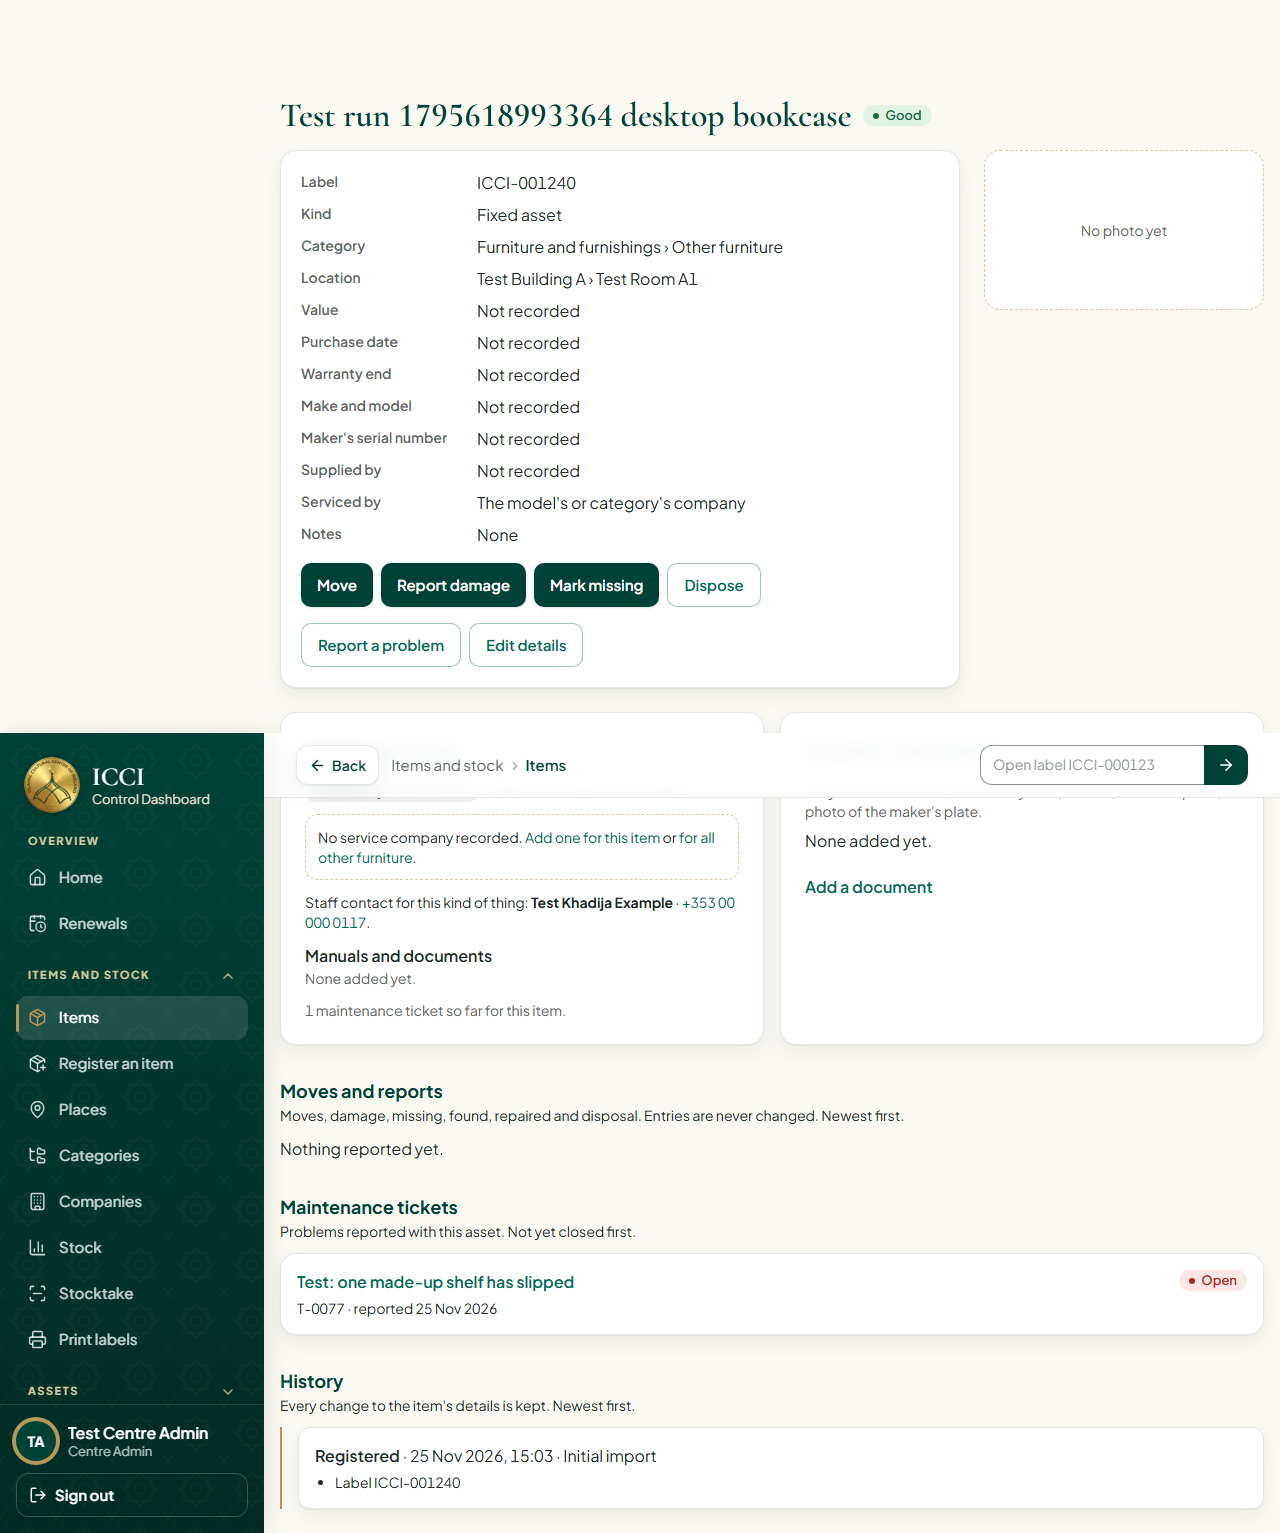 Test run 1795618993364 desktop bookcase
Good
Label
ICCI-001240
Kind
Fixed asset
Category
Furniture and furnishings › Other furniture
Location
Test Building A › Test Room A1
Value
Not recorded
Purchase date
Not recorded
Warranty end
Not recorded
Make and model
Not recorded
Maker's serial number
Not recorded
Supplied by
Not recorded
Serviced by
The model's or category's company
Notes
None
Move
Report damage
Mark missing
Dispose
Report a problem
Edit details
No photo yet
ICCI
Control Dashboard
OVERVIEW
Home
Renewals
ITEMS AND STOCK
Items
Register an item
Places
Categories
Companies
Stock
Stocktake
Print labels
ASSETS
TA
Test Centre Admin
Centre Admin
Sign out
Back
Items and stock › Items
Open label ICCI-000123
No service company recorded. Add one for this item or for all
other furniture.
Staff contact for this kind of thing: Test Khadija Example · +353 00
000 0117.
Manuals and documents
None added yet.
1 maintenance ticket so far for this item.
photo of the maker's plate.
None added yet.
Add a document
Moves and reports
Moves, damage, missing, found, repaired and disposal. Entries are never changed. Newest first.
Nothing reported yet.
Maintenance tickets
Problems reported with this asset. Not yet closed first.
Test: one made-up shelf has slipped
Open
T-0077 · reported 25 Nov 2026
History
Every change to the item's details is kept. Newest first.
Registered · 25 Nov 2026, 15:03 · Initial import
Label ICCI-001240